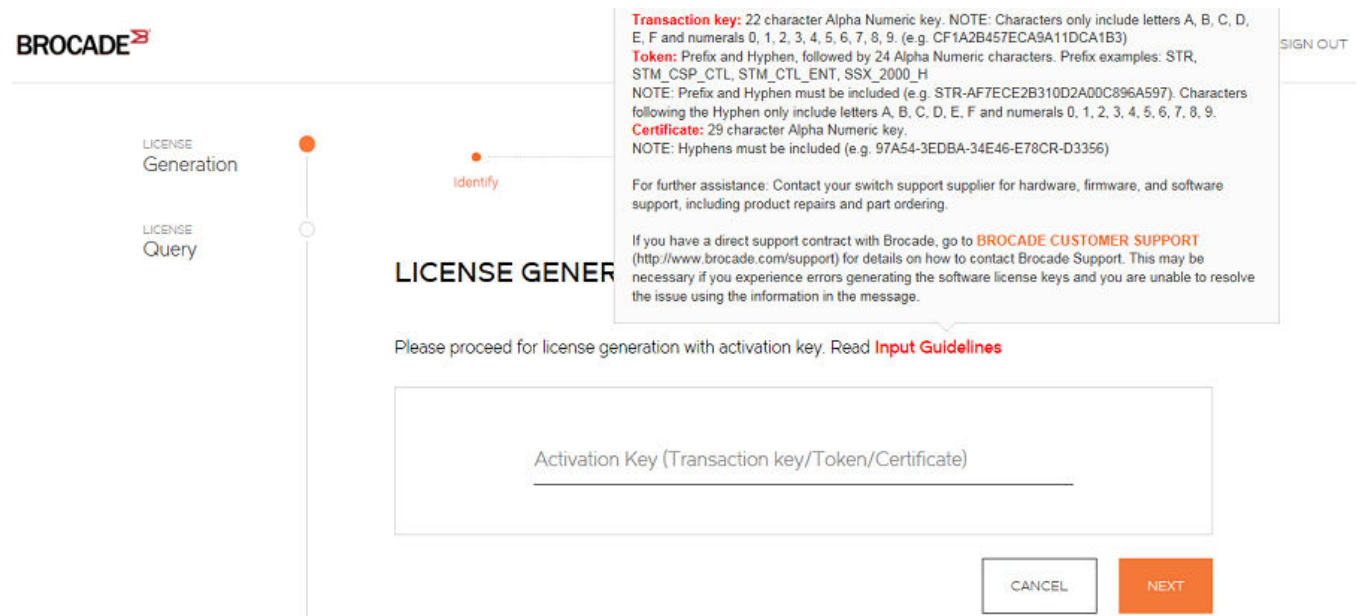 BROCADE
SIGN OUT
Transaction key: 22 character Alpha Numeric key. NOTE: Characters only include letters A, B, C, D,
E, F and numerals 0, 1, 2, 3, 4, 5, 6, 7, 8, 9. (e.g. CF1A2B457ECA9A11DCA1B3)
Token: Prefix and Hyphen, followed by 24 Alpha Numeric characters. Prefix examples: STR,
STM_CSP_CTL, STM_CTL_ENT, SSX_2000_H
NOTE: Prefix and Hyphen must be included (e.g. STR-AF7ECE2B310D2A00C896A597). Characters
following the Hyphen only include letters A, B, C, D, E, F and numerals 0, 1, 2, 3, 4, 5, 6, 7, 8, 9.
Certificate: 29 character Alpha Numeric key.
NOTE: Hyphens must be included (e.g. 97A54-3EDBA-34E46-E78CR-D3356)
For further assistance: Contact your switch support supplier for hardware, firmware, and software
support, including product repairs and part ordering.
If you have a direct support contract with Brocade, go to BROCADE CUSTOMER SUPPORT
(http://www.brocade.com/support) for details on how to contact Brocade Support. This may be
necessary if you experience errors generating the software license keys and you are unable to resolve
the issue using the information in the message.
LICENSE
Generation
LICENSE
Query
Identify
LICENSE GENER
Please proceed for license generation with activation key. Read Input Guidelines
Activation Key (Transaction key/Token/Certificate)
CANCEL
NEXT